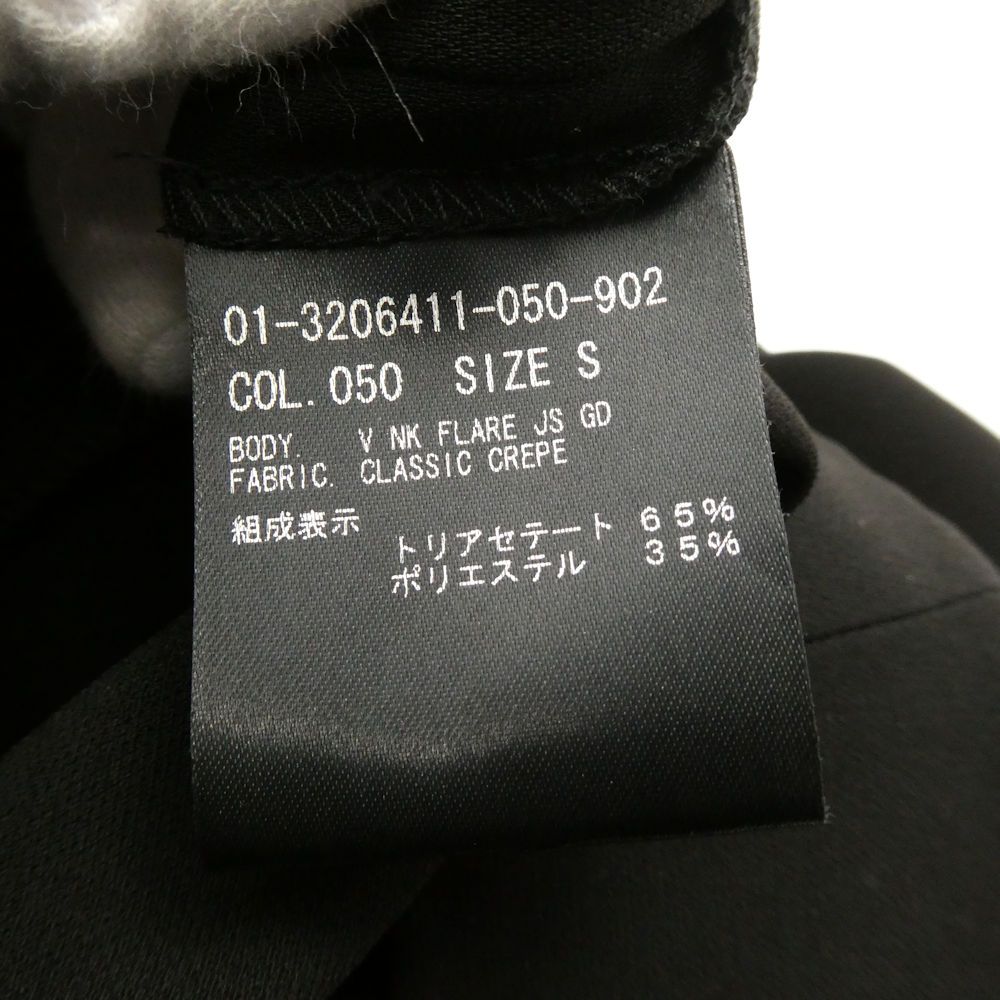 01-3206411-050-902
COL.050 SIZE S
BODY. V NK FLARE JS GD
FABRIC. CLASSIC CREPE
組成表示
トリアセテート 65%
ポリエステル 35%